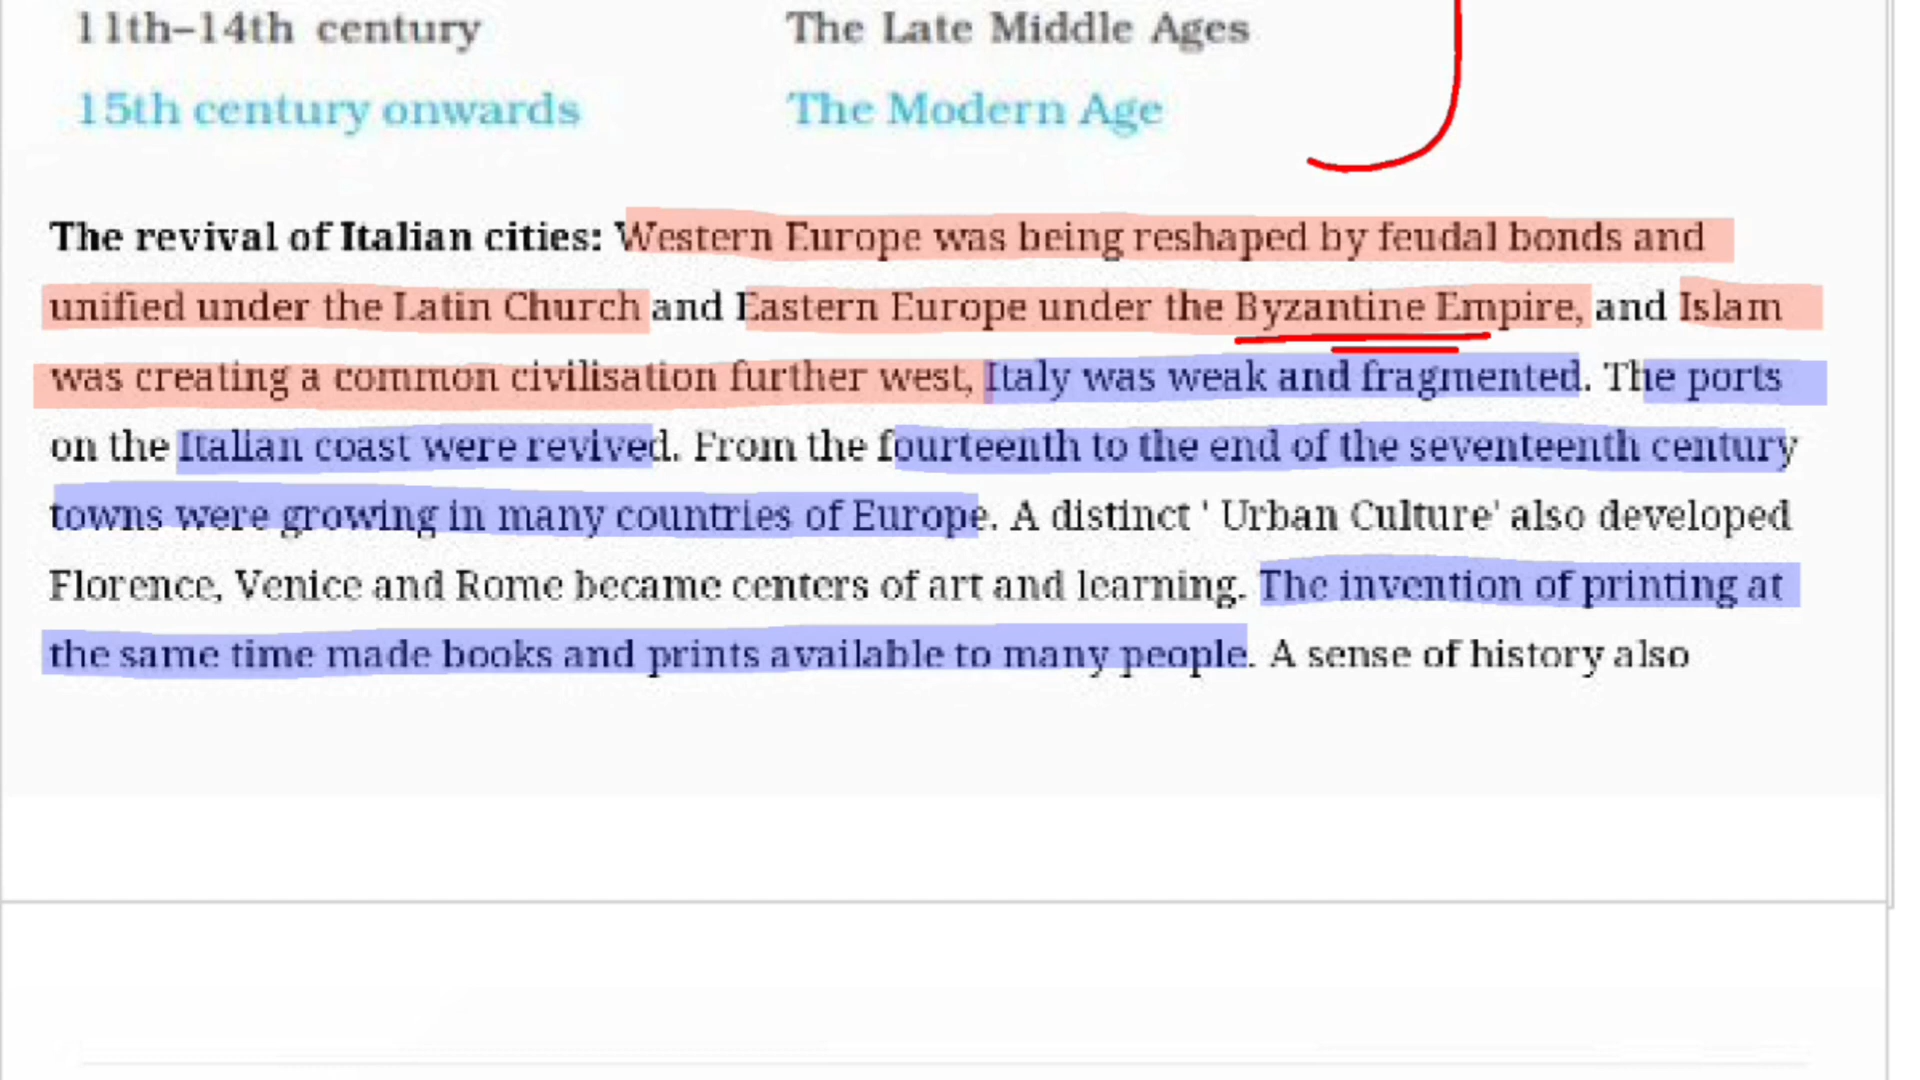 11th–14th century The Late Middle Ages
15th century onwards The Modern Age
The revival of Italian cities: Western Europe was being reshaped by feudal bonds and
unified under the Latin Church and Eastern Europe under the Byzantine Empire, and Islam
was creating a common civilisation further west, Italy was weak and fragmented. The ports
on the Italian coast were revived. From the fourteenth to the end of the seventeenth century
towns were growing in many countries of Europe. A distinct ' Urban Culture' also developed
Florence, Venice and Rome became centers of art and learning. The invention of printing at
the same time made books and prints available to many people. A sense of history also